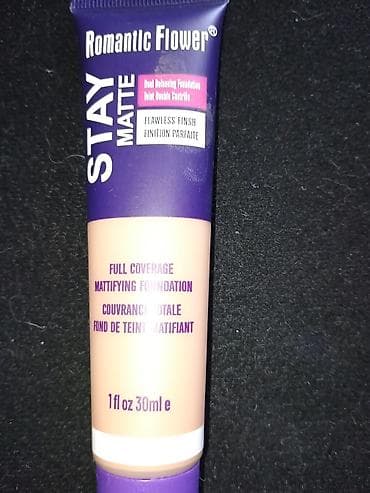 Romantic Flower®
STAY
MATTE
Dual Balancing Foundation
Teint Double Contrôle
FLAWLESS FINISH
FINITION PARFAITE
FULL COVERAGE
MATTIFYING FOUNDATION
COUVRANCE TOTALE
FOND DE TEINT MATIFIANT
1 fl oz 30ml e